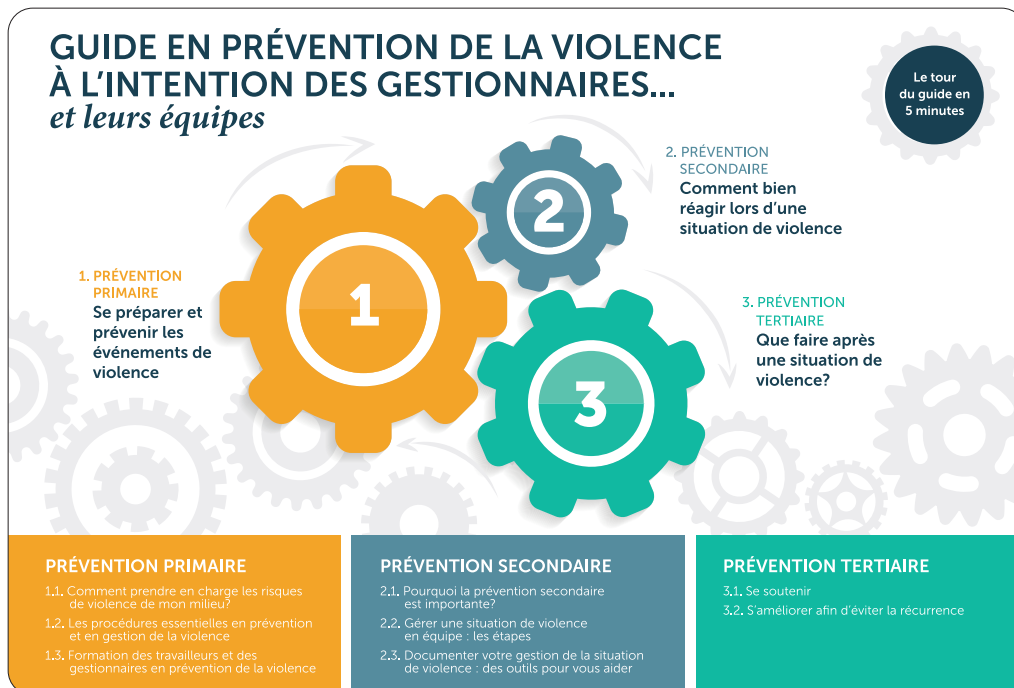 GUIDE EN PRÉVENTION DE LA VIOLENCE
À L'INTENTION DES GESTIONNAIRES...
et leurs équipes
Le tour
du guide en
5 minutes
1. PRÉVENTION
PRIMAIRE
Se préparer et
prévenir les
événements de
violence
1
2. PRÉVENTION
SECONDAIRE
Comment bien
réagir lors d'une
situation de violence
2
3. PRÉVENTION
TERTIAIRE
Que faire après
une situation de
violence?
3
PRÉVENTION PRIMAIRE
1.1. Comment prendre en charge les risques
de violence de mon milieu?
1.2. Les procédures essentielles en prévention
et en gestion de la violence
1.3. Formation des travailleurs et des
gestionnaires en prévention de la violence
PRÉVENTION SECONDAIRE
2.1. Pourquoi la prévention secondaire
est importante?
2.2. Gérer une situation de violence
en équipe : les étapes
2.3. Documenter votre gestion de la situation
de violence : des outils pour vous aider
PRÉVENTION TERTIAIRE
3.1. Se soutenir
3.2. S'améliorer afin d'éviter la récurrence